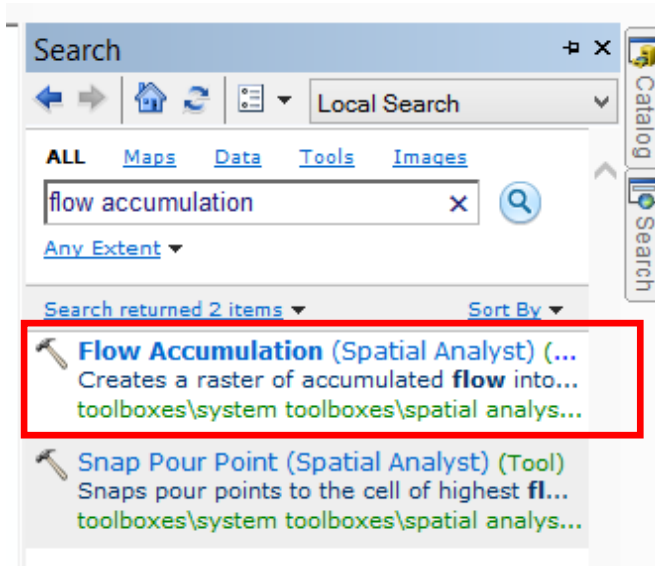 Search
Local Search
ALL Maps Data Tools Images
flow accumulation
Any Extent
Search returned 2 items Sort By
Flow Accumulation (Spatial Analyst) (...
Creates a raster of accumulated flow into...
toolboxes\system toolboxes\spatial analys...
Snap Pour Point (Spatial Analyst) (Tool)
Snaps pour points to the cell of highest fl...
toolboxes\system toolboxes\spatial analys...
Catalog
Search